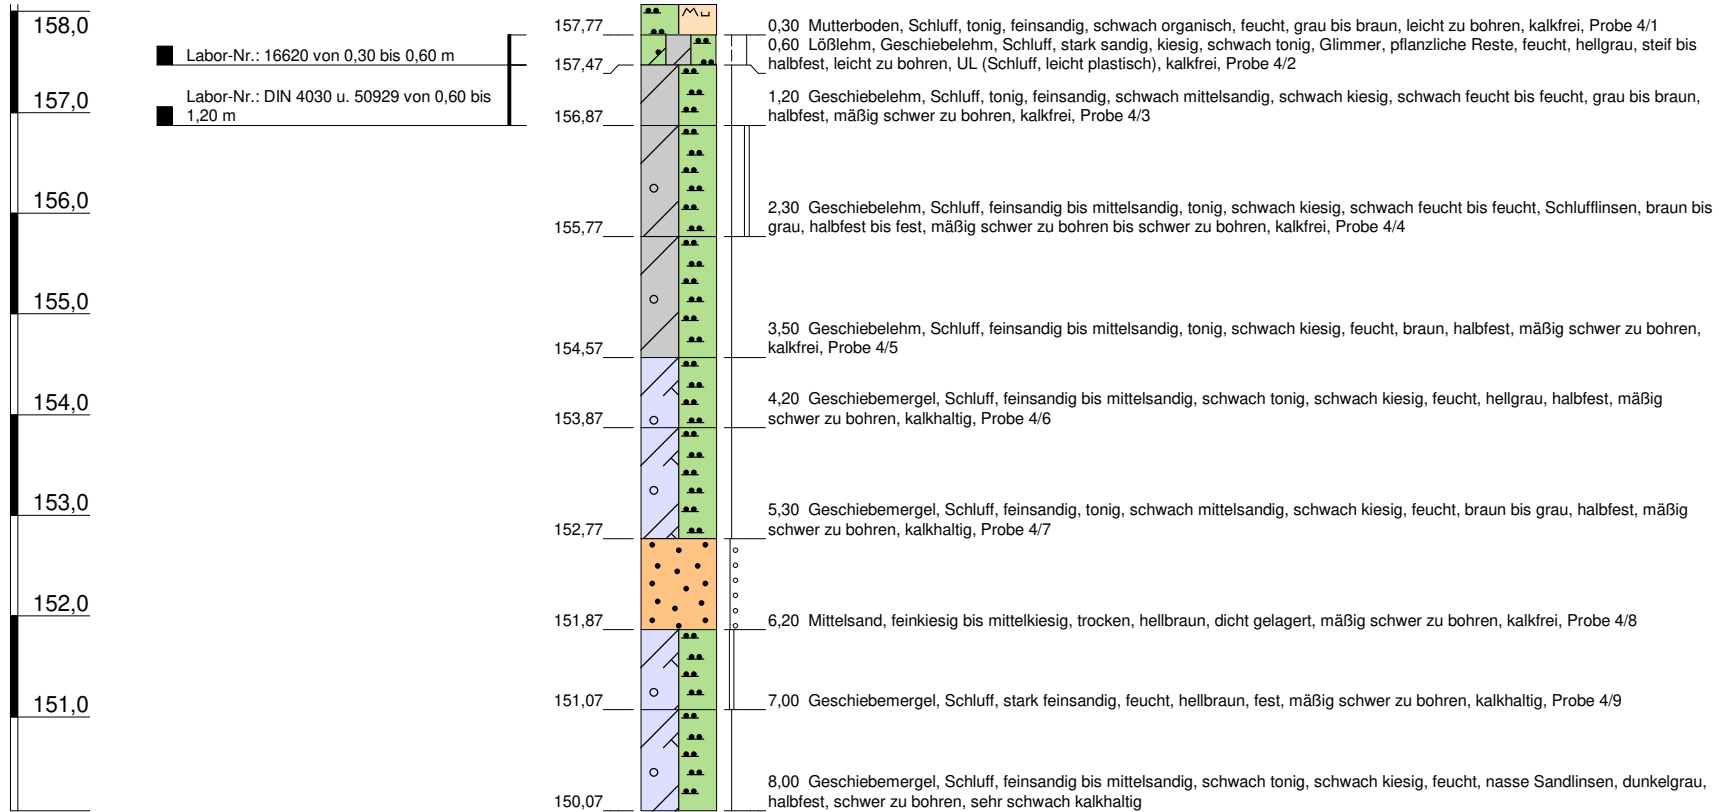 158,0
157,0
156,0
155,0
154,0
153,0
152,0
151,0
Labor-Nr.: 16620 von 0,30 bis 0,60 m
Labor-Nr.: DIN 4030 u. 50929 von 0,60 bis
1,20 m
157,77
0,30 Mutterboden, Schluff, tonig, feinsandig, schwach organisch, feucht, grau bis braun, leicht zu bohren, kalkfrei, Probe 4/1
157,47
0,60 Lößlehm, Geschiebelehm, Schluff, stark sandig, kiesig, schwach tonig, Glimmer, pflanzliche Reste, feucht, hellgrau, steif bis
halbfest, leicht zu bohren, UL (Schluff, leicht plastisch), kalkfrei, Probe 4/2
156,87
1,20 Geschiebelehm, Schluff, tonig, feinsandig, schwach mittelsandig, schwach kiesig, schwach feucht bis feucht, grau bis braun,
halbfest, mäßig schwer zu bohren, kalkfrei, Probe 4/3
155,77
2,30 Geschiebelehm, Schluff, feinsandig bis mittelsandig, tonig, schwach kiesig, schwach feucht bis feucht, Schlufflinsen, braun bis
grau, halbfest bis fest, mäßig schwer zu bohren bis schwer zu bohren, kalkfrei, Probe 4/4
154,57
3,50 Geschiebelehm, Schluff, feinsandig bis mittelsandig, tonig, schwach kiesig, feucht, braun, halbfest, mäßig schwer zu bohren,
kalkfrei, Probe 4/5
153,87
4,20 Geschiebemergel, Schluff, feinsandig bis mittelsandig, schwach tonig, schwach kiesig, feucht, hellgrau, halbfest, mäßig
schwer zu bohren, kalkhaltig, Probe 4/6
152,77
5,30 Geschiebemergel, Schluff, feinsandig, tonig, schwach mittelsandig, schwach kiesig, feucht, braun bis grau, halbfest, mäßig
schwer zu bohren, kalkhaltig, Probe 4/7
151,87
6,20 Mittelsand, feinkiesig bis mittelkiesig, trocken, hellbraun, dicht gelagert, mäßig schwer zu bohren, kalkfrei, Probe 4/8
151,07
7,00 Geschiebemergel, Schluff, stark feinsandig, feucht, hellbraun, fest, mäßig schwer zu bohren, kalkhaltig, Probe 4/9
150,07
8,00 Geschiebemergel, Schluff, feinsandig bis mittelsandig, schwach tonig, schwach kiesig, feucht, nasse Sandlinsen, dunkelgrau,
halbfest, schwer zu bohren, sehr schwach kalkhaltig